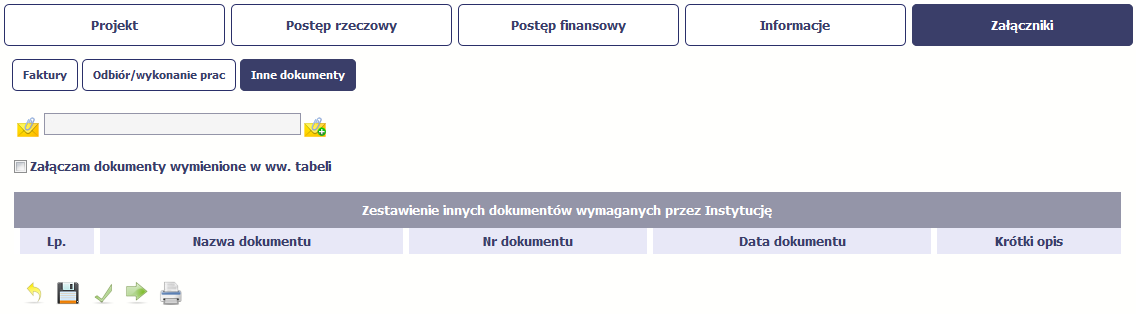 Projekt Postęp rzeczowy Postęp finansowy Informacje Załączniki
Faktury Odbiór/wykonanie prac Inne dokumenty
Załączam dokumenty wymienione w ww. tabeli
Zestawienie innych dokumentów wymaganych przez Instytucję
Lp. Nazwa dokumentu Nr dokumentu Data dokumentu Krótki opis